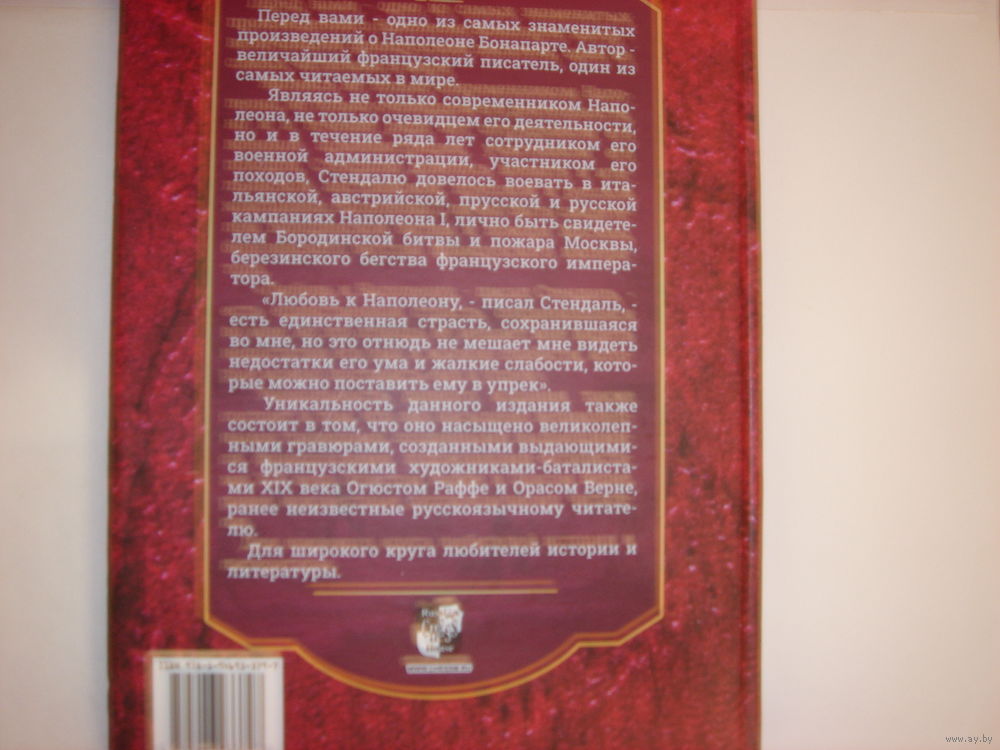 Перед вами - одно из самых знаменитых
произведений о Наполеоне Бонапарте. Автор -
величайший французский писатель, один из
самых читаемых в мире.
Являясь не только современником Напо-
леона, не только очевидцем его деятельности,
но и в течение ряда лет сотрудником его
военной администрации, участником его
походов, Стендалю довелось воевать в ита-
льянской, австрийской, прусской и русской
кампаниях Наполеона I, лично быть свидете-
лем Бородинской битвы и пожара Москвы,
березинского бегства французского импера-
тора.
«Любовь к Наполеону, - писал Стендаль, -
есть единственная страсть, сохранившаяся
во мне, но это отнюдь не мешает мне видеть
недостатки его ума и жалкие слабости, кото-
рые можно поставить ему в упрек».
Уникальность данного издания также
состоит в том, что оно насыщено великолеп-
ными гравюрами, созданными выдающими-
ся французскими художниками-баталиста-
ми XIX века Огюстом Раффе и Орасом Верне,
ранее неизвестные русскоязычному читате-
лю.
Для широкого круга любителей истории и
литературы.
ISBN
www.ay.by